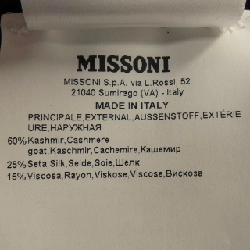 MISSONI
MISSONI S.p.A. via L.Rossi, 52
21040 Sumirago (VA) - Italy
MADE IN ITALY
PRINCIPALE,EXTERNAL,AUSSENSTOFF,EXTÉRIE
URE,НАРУЖНАЯ
60%Kashmir,Cashmere
goat,Kaschmir,Cachemire,Кашемир
25%Seta Silk,Seide,Soie,Шелк
15%Viscosa,Rayon,Viskose,Viscose,Вискоза